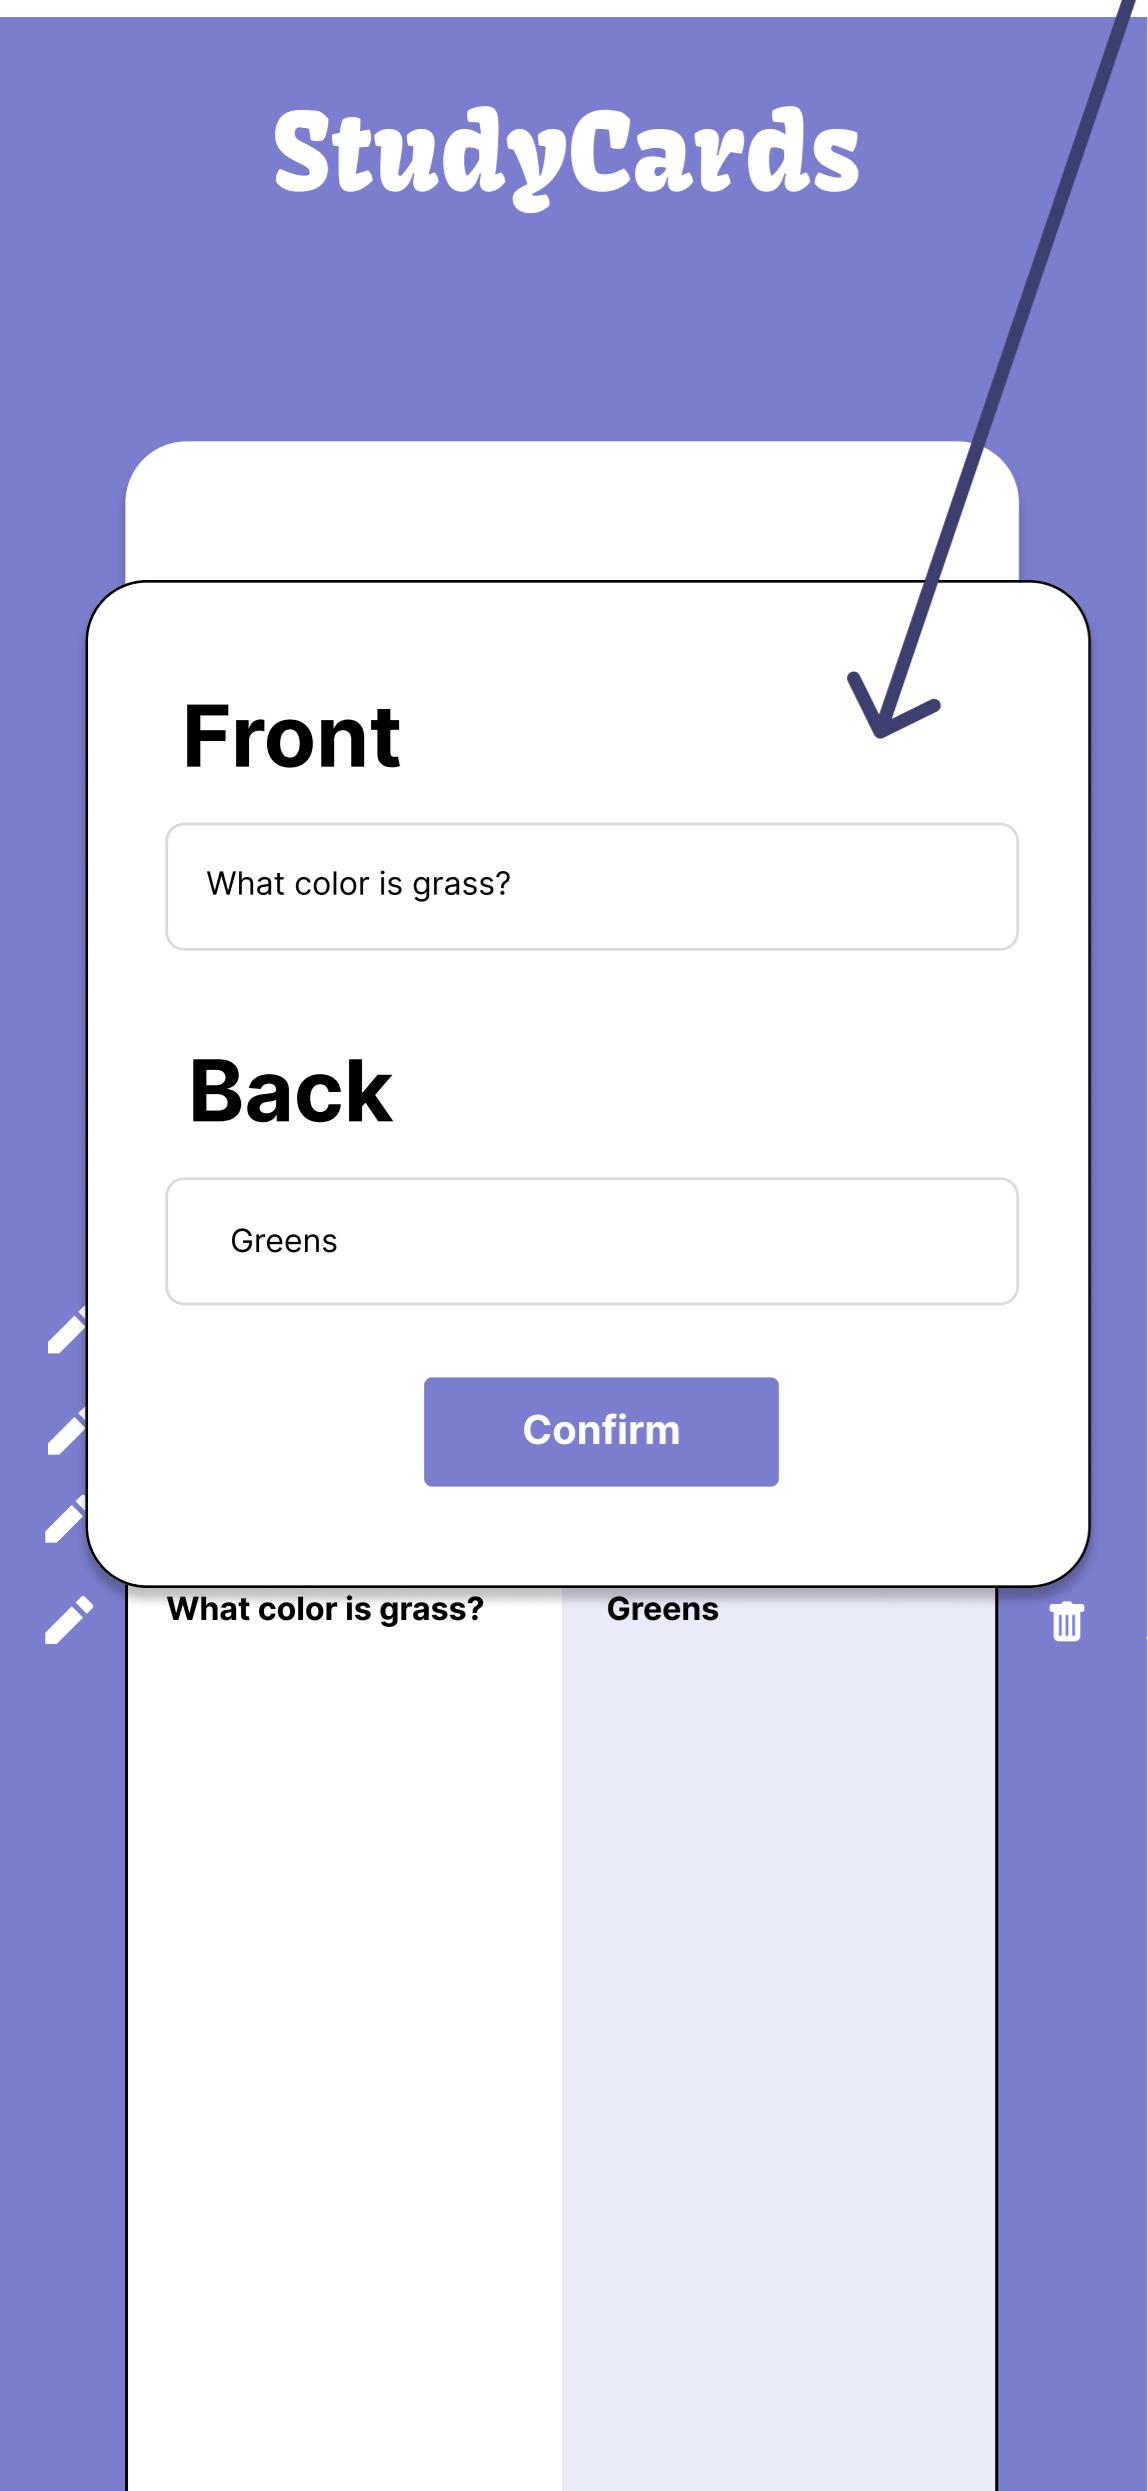 StudyCards
Front
What color is grass?
Back
Greens
Confirm
What color is grass? Greens